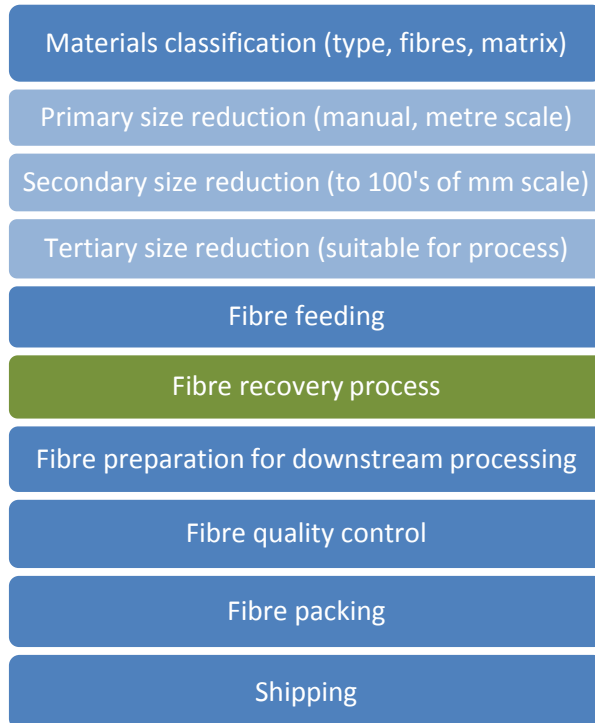 Materials classification (type, fibres, matrix)
Primary size reduction (manual, metre scale)
Secondary size reduction (to 100's of mm scale)
Tertiary size reduction (suitable for process)
Fibre feeding
Fibre recovery process
Fibre preparation for downstream processing
Fibre quality control
Fibre packing
Shipping